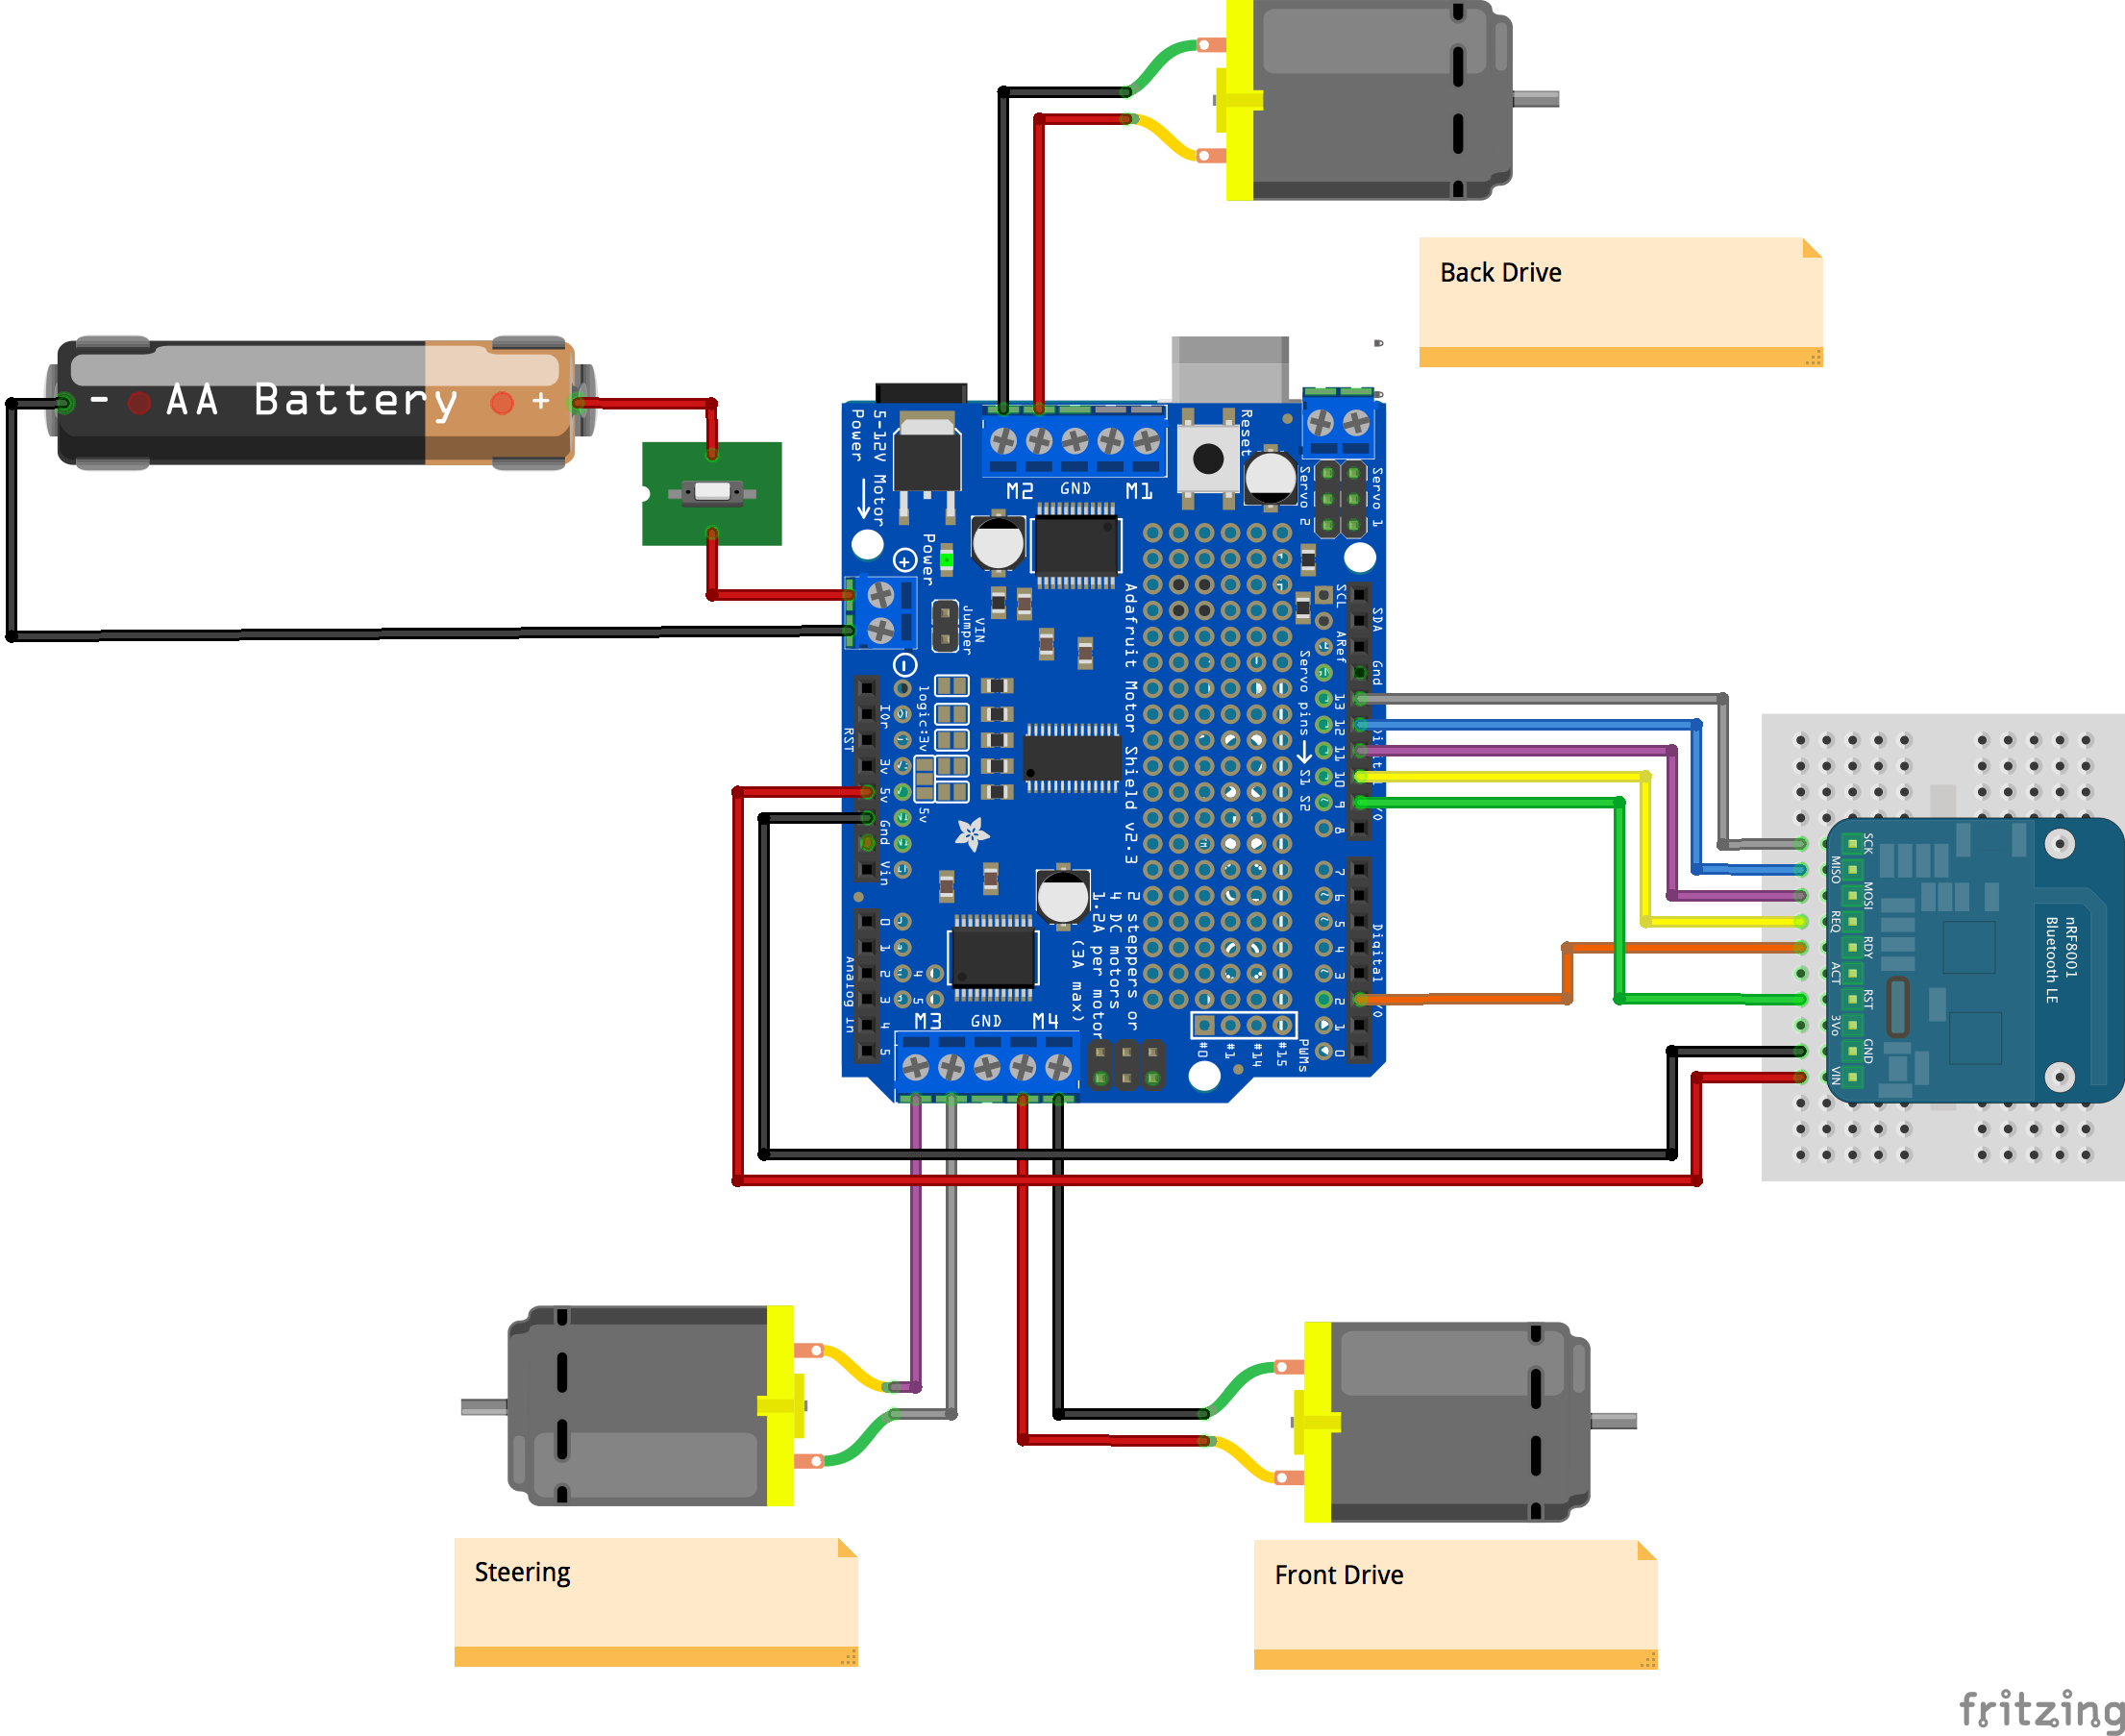 Back Drive
- AA Battery +
5-12V Motor
Power
Reset
M2 GND M1
Servo 1
Servo 2
Power
+
VIN
Jumper
-
SCL
SDA
ARef
Gnd
Servo pins
13
12
11
10
9
8
S1 S2
IOr
RST
3v
5v
Gnd
Vin
logic:3v
5v
Adafruit Motor Shield v2.3
2 steppers or
4 DC motors
1.2A per motor
(3A max)
7
6
5
4
3
2
1
0
Digital I/O
Analog in
0
1
2
3
4
5
4
5
M3 GND M4
#0
#1
#14
#15
PWMs
SCK
MISO
MOSI
REQ
RDY
ACT
RST
3Vo
GND
VIN
nRF8001
Bluetooth LE
Steering
Front Drive
fritzing